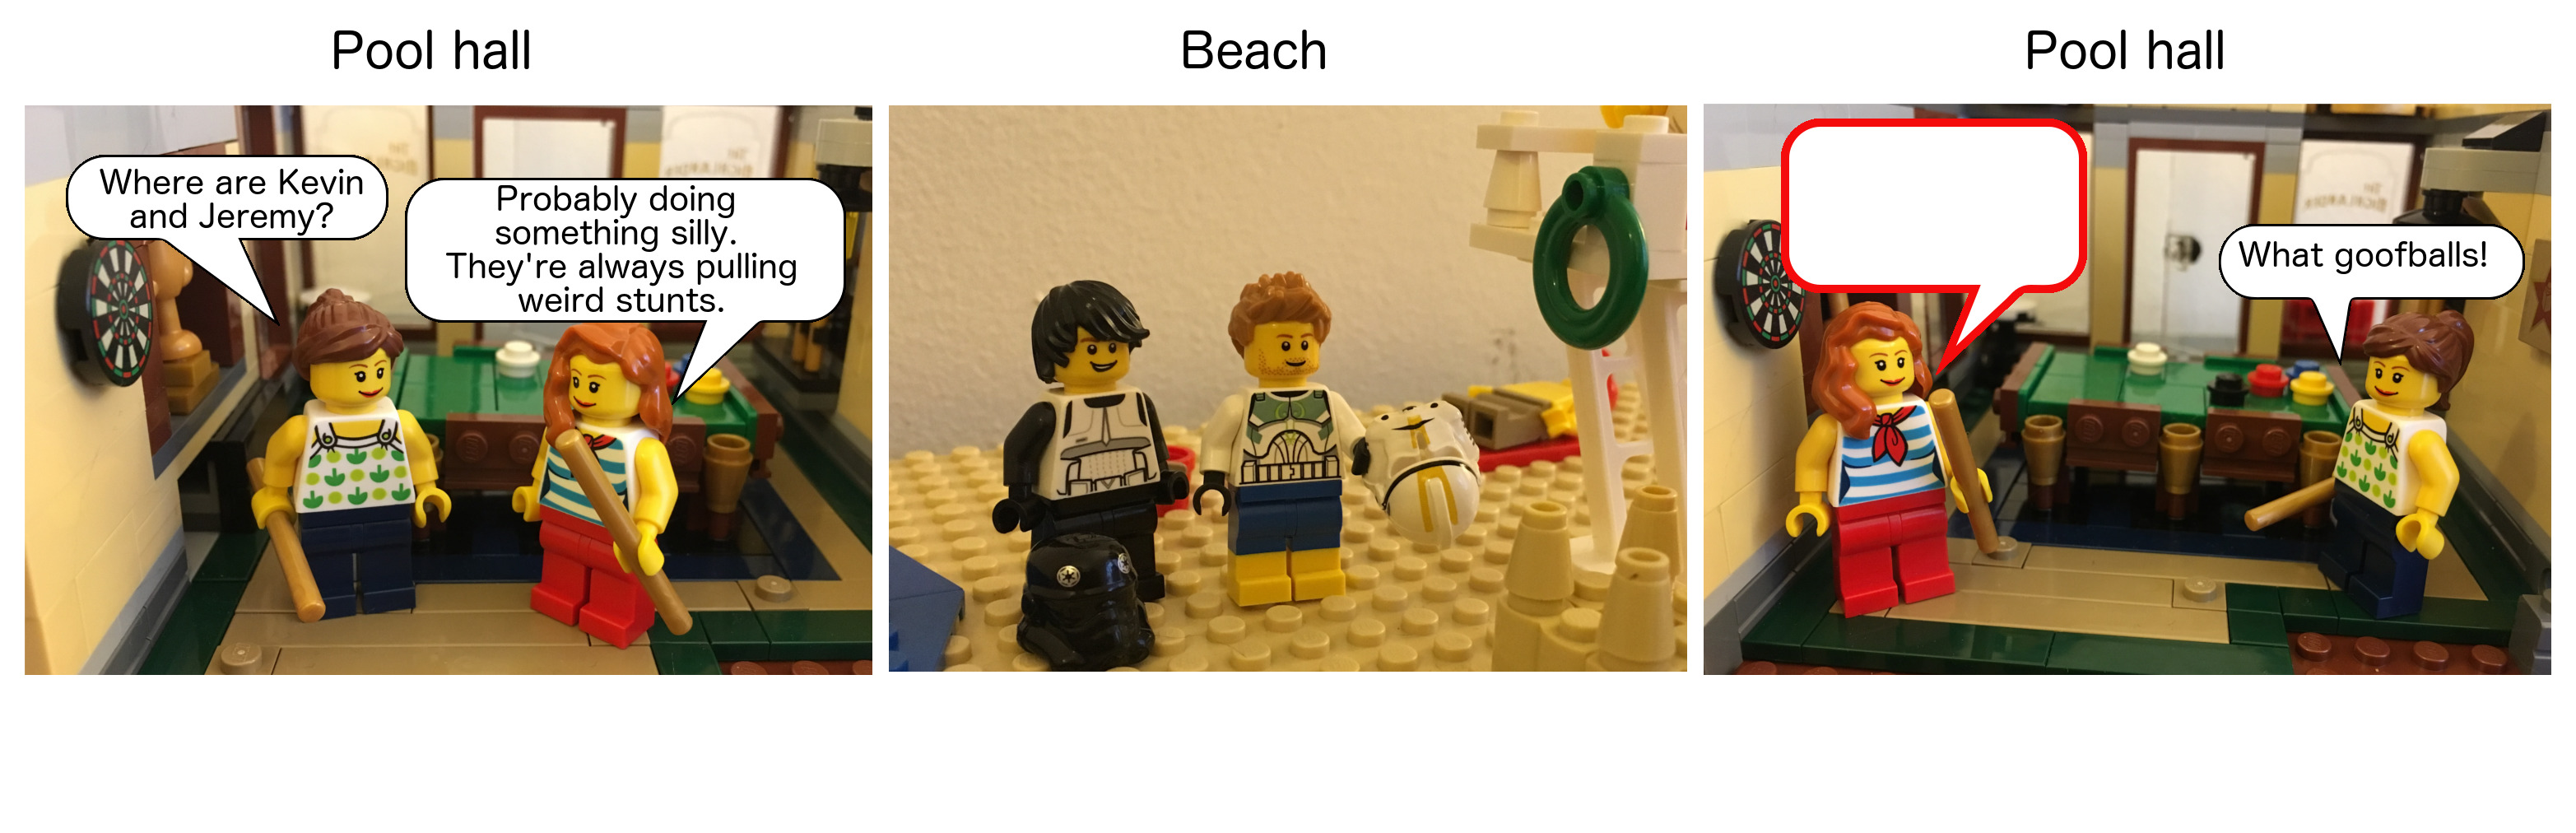 Pool hall
Beach
Pool hall
Where are Kevin
and Jeremy?
Probably doing
something silly.
They're always pulling
weird stunts.
What goofballs!